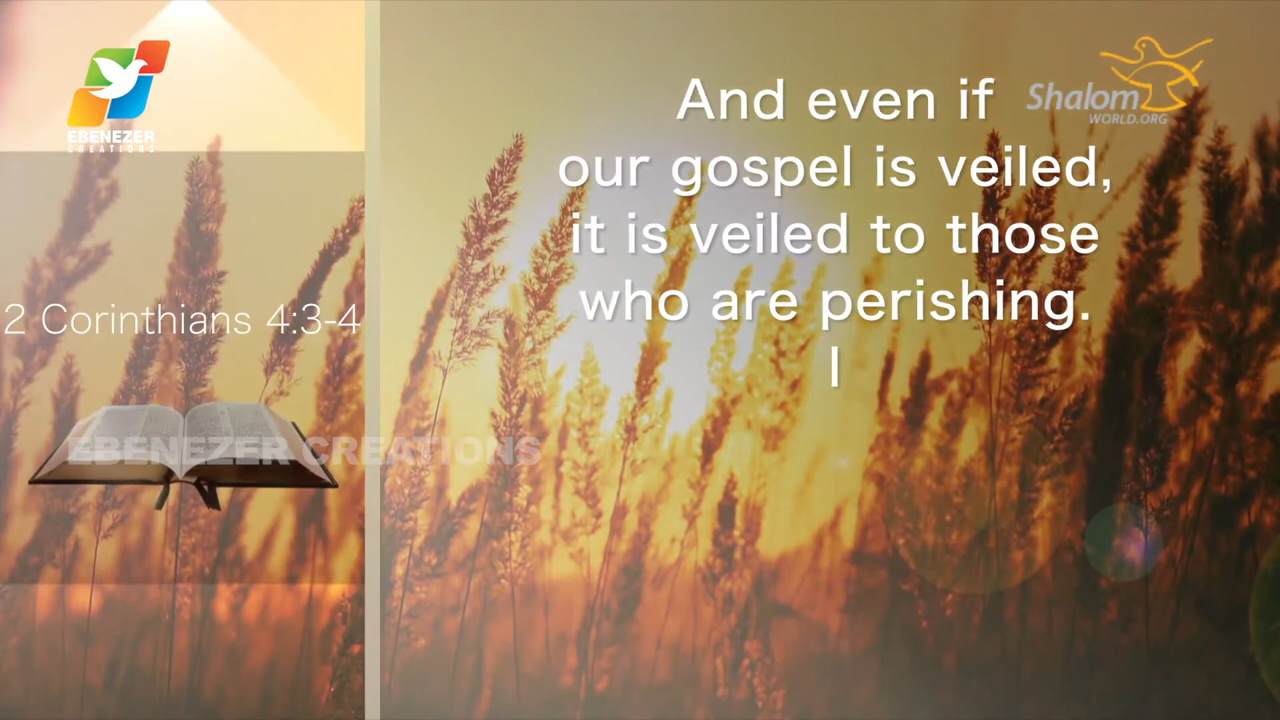 EBENEZER
CREATIONS
Shalom
WORLD.ORG
And even if
our gospel is veiled,
it is veiled to those
who are perishing.
I
2 Corinthians 4:3-4
EBENEZER CREATIONS